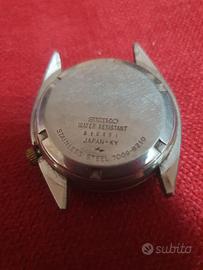 SEIKO
WATER RESISTANT
JAPAN-KY
STAINLESS STEEL 7009-8210
subito